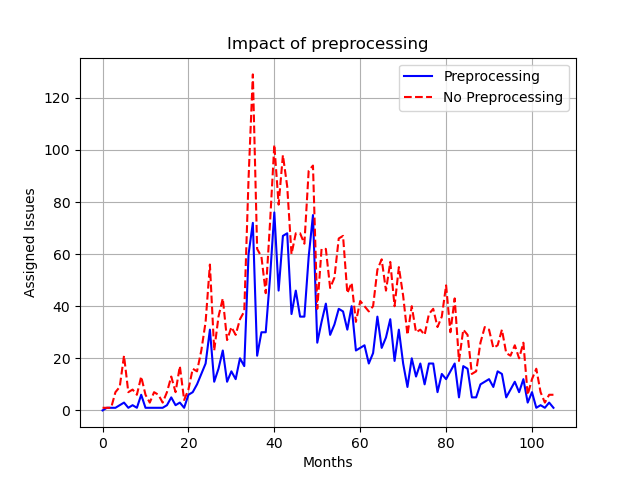 Impact of preprocessing
Preprocessing
No Preprocessing
120
100
80
60
40
20
0
Assigned Issues
0 20 40 60 80 100
Months